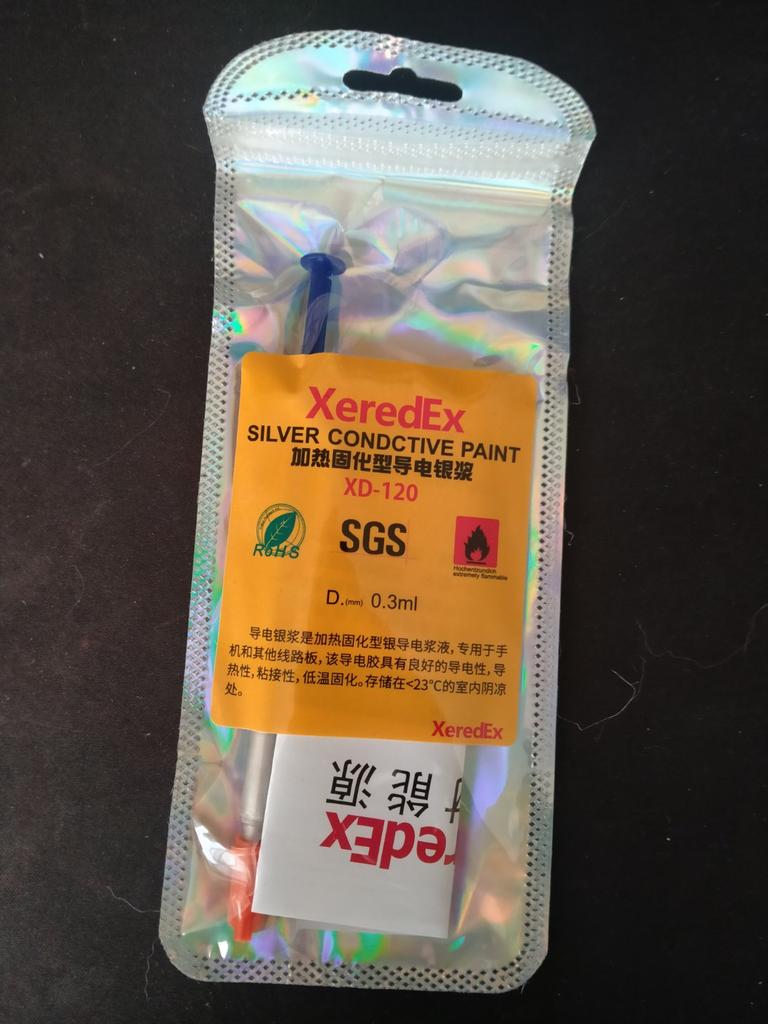 XeredEx
SILVER CONDCTIVE PAINT
加热固化型导电银浆
XD-120
RoHS
SGS
Hochentzündlich
extremely flammable
D.(mm) 0.3ml
导电银浆是加热固化型银导电浆液,专用于手
机和其他线路板,该导电胶具有良好的导电性,导
热性,粘接性,低温固化。存储在<23℃的室内阴凉
处。
XeredEx
能源
redEx